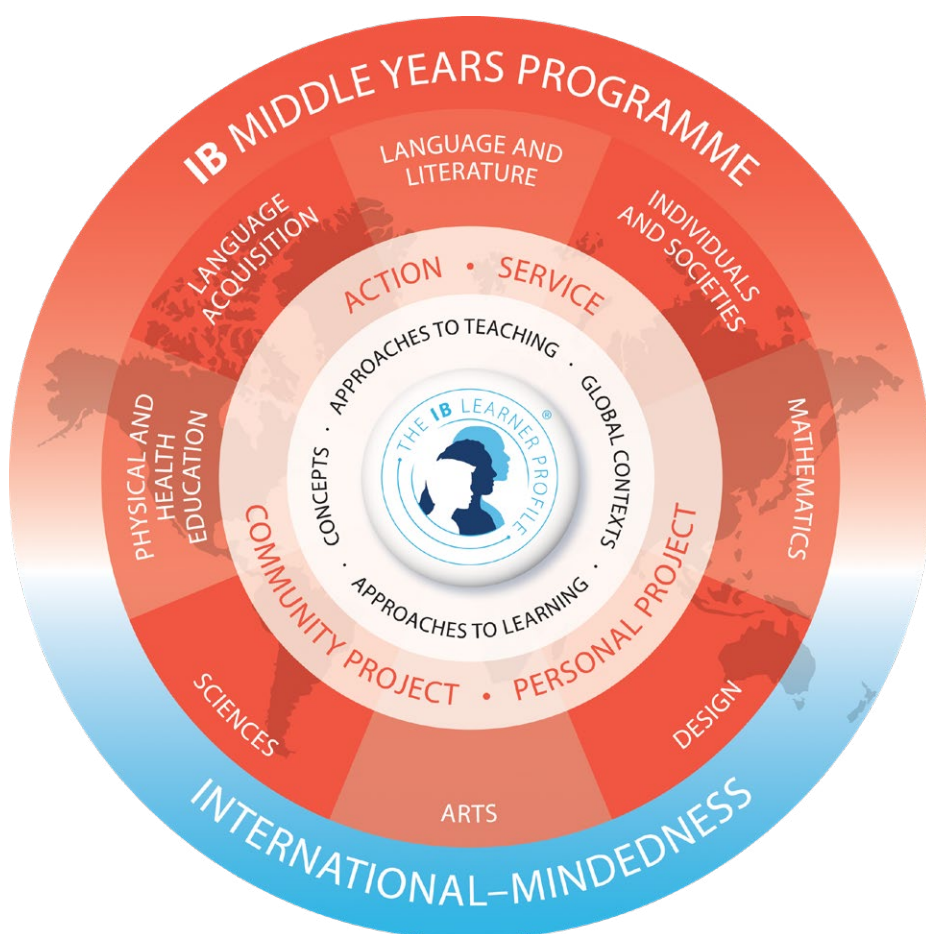 IB MIDDLE YEARS PROGRAMME
LANGUAGE AND
LITERATURE
INDIVIDUALS
AND SOCIETIES
MATHEMATICS
DESIGN
ARTS
SCIENCES
PHYSICAL AND
HEALTH
EDUCATION
LANGUAGE
ACQUISITION
ACTION • SERVICE
PERSONAL PROJECT •
COMMUNITY PROJECT
APPROACHES TO TEACHING •
GLOBAL CONTEXTS •
APPROACHES TO LEARNING •
CONCEPTS •
THE IB LEARNER PROFILE®
INTERNATIONAL–MINDEDNESS